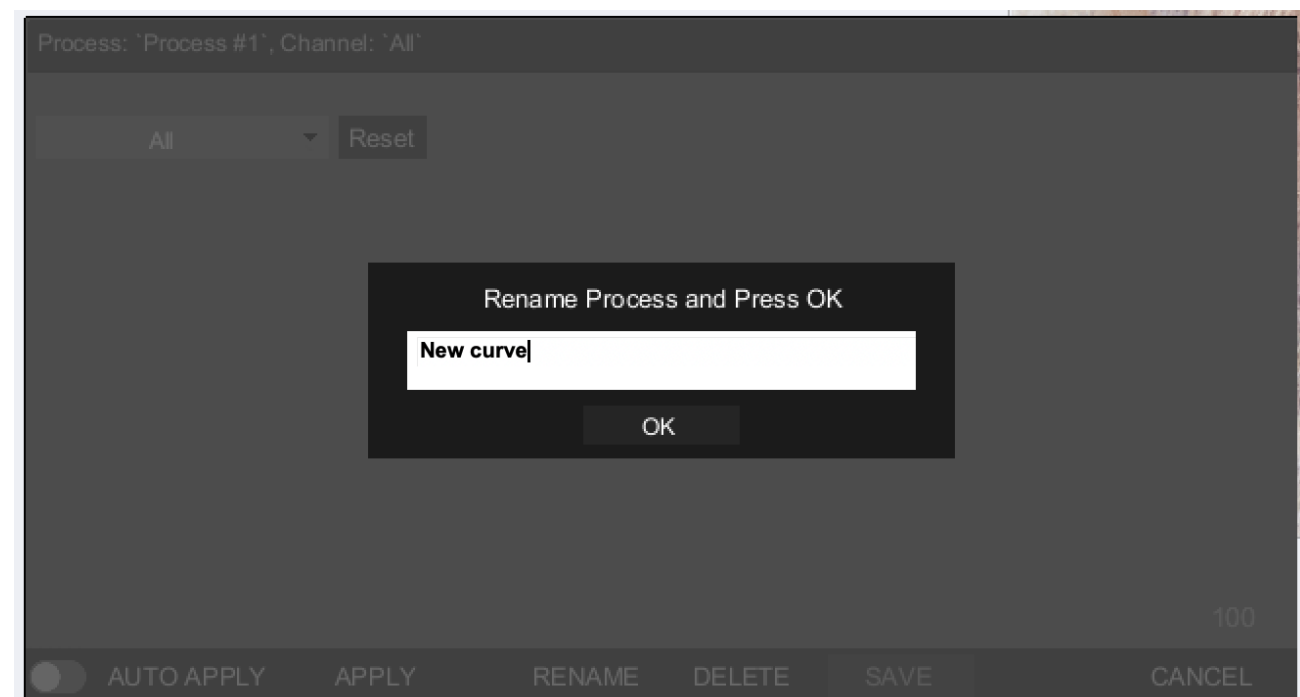 Process: `Process #1`, Channel: `All`
All Reset
Rename Process and Press OK
New curve
OK
100
AUTO APPLY APPLY RENAME DELETE SAVE CANCEL